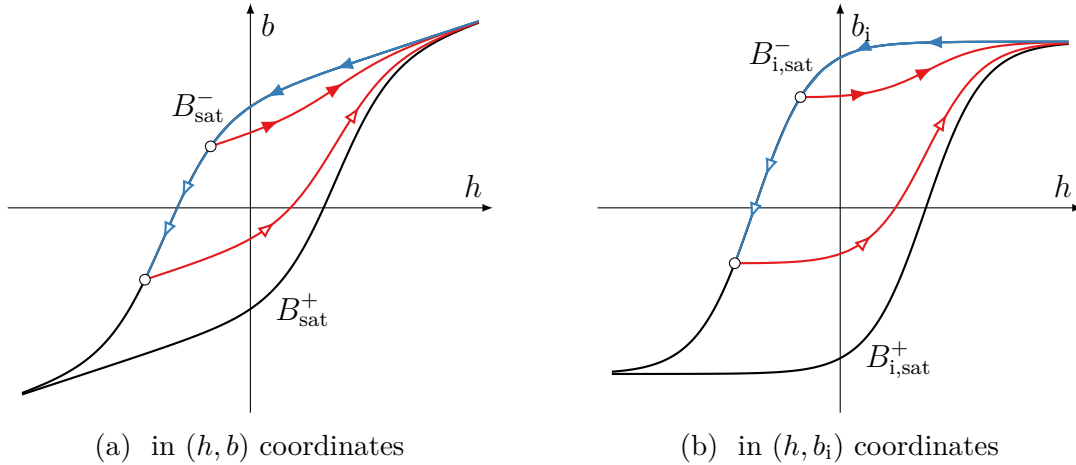 b
B⁻sat
h
B⁺sat
(a) in (h, b) coordinates
bᵢ
B⁻i,sat
h
B⁺i,sat
(b) in (h, bᵢ) coordinates